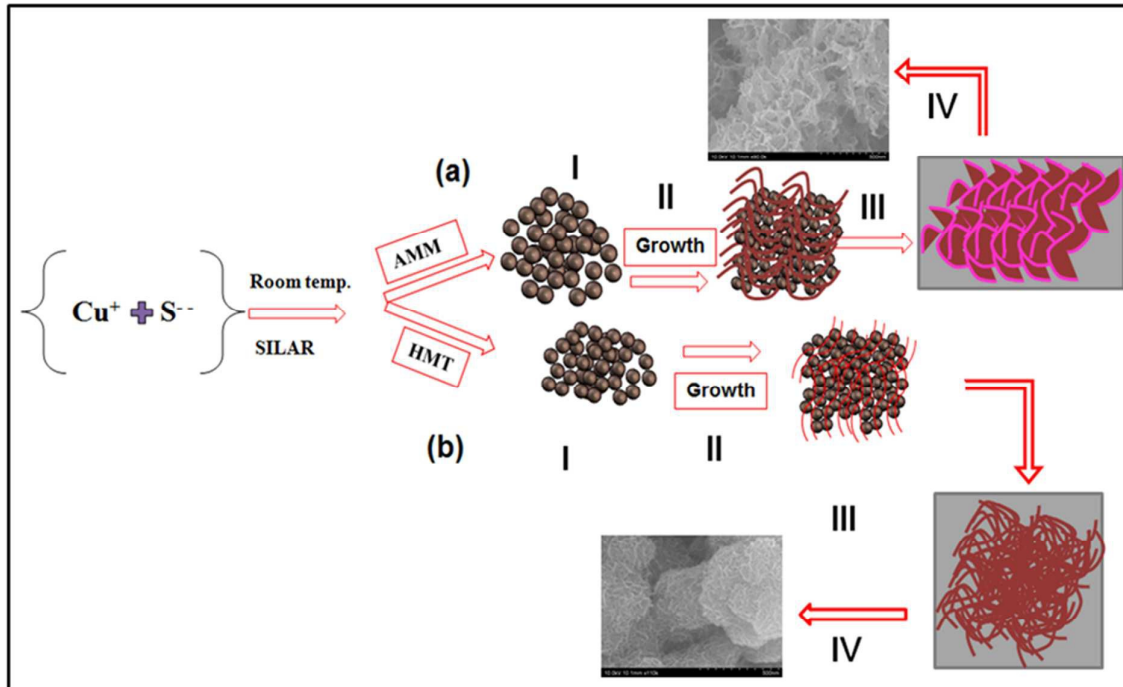 IV
(a)
I
II
III
AMM
Growth
Room temp.
Cu⁺ + S⁻⁻
SILAR
HMT
Growth
(b)
I
II
III
IV